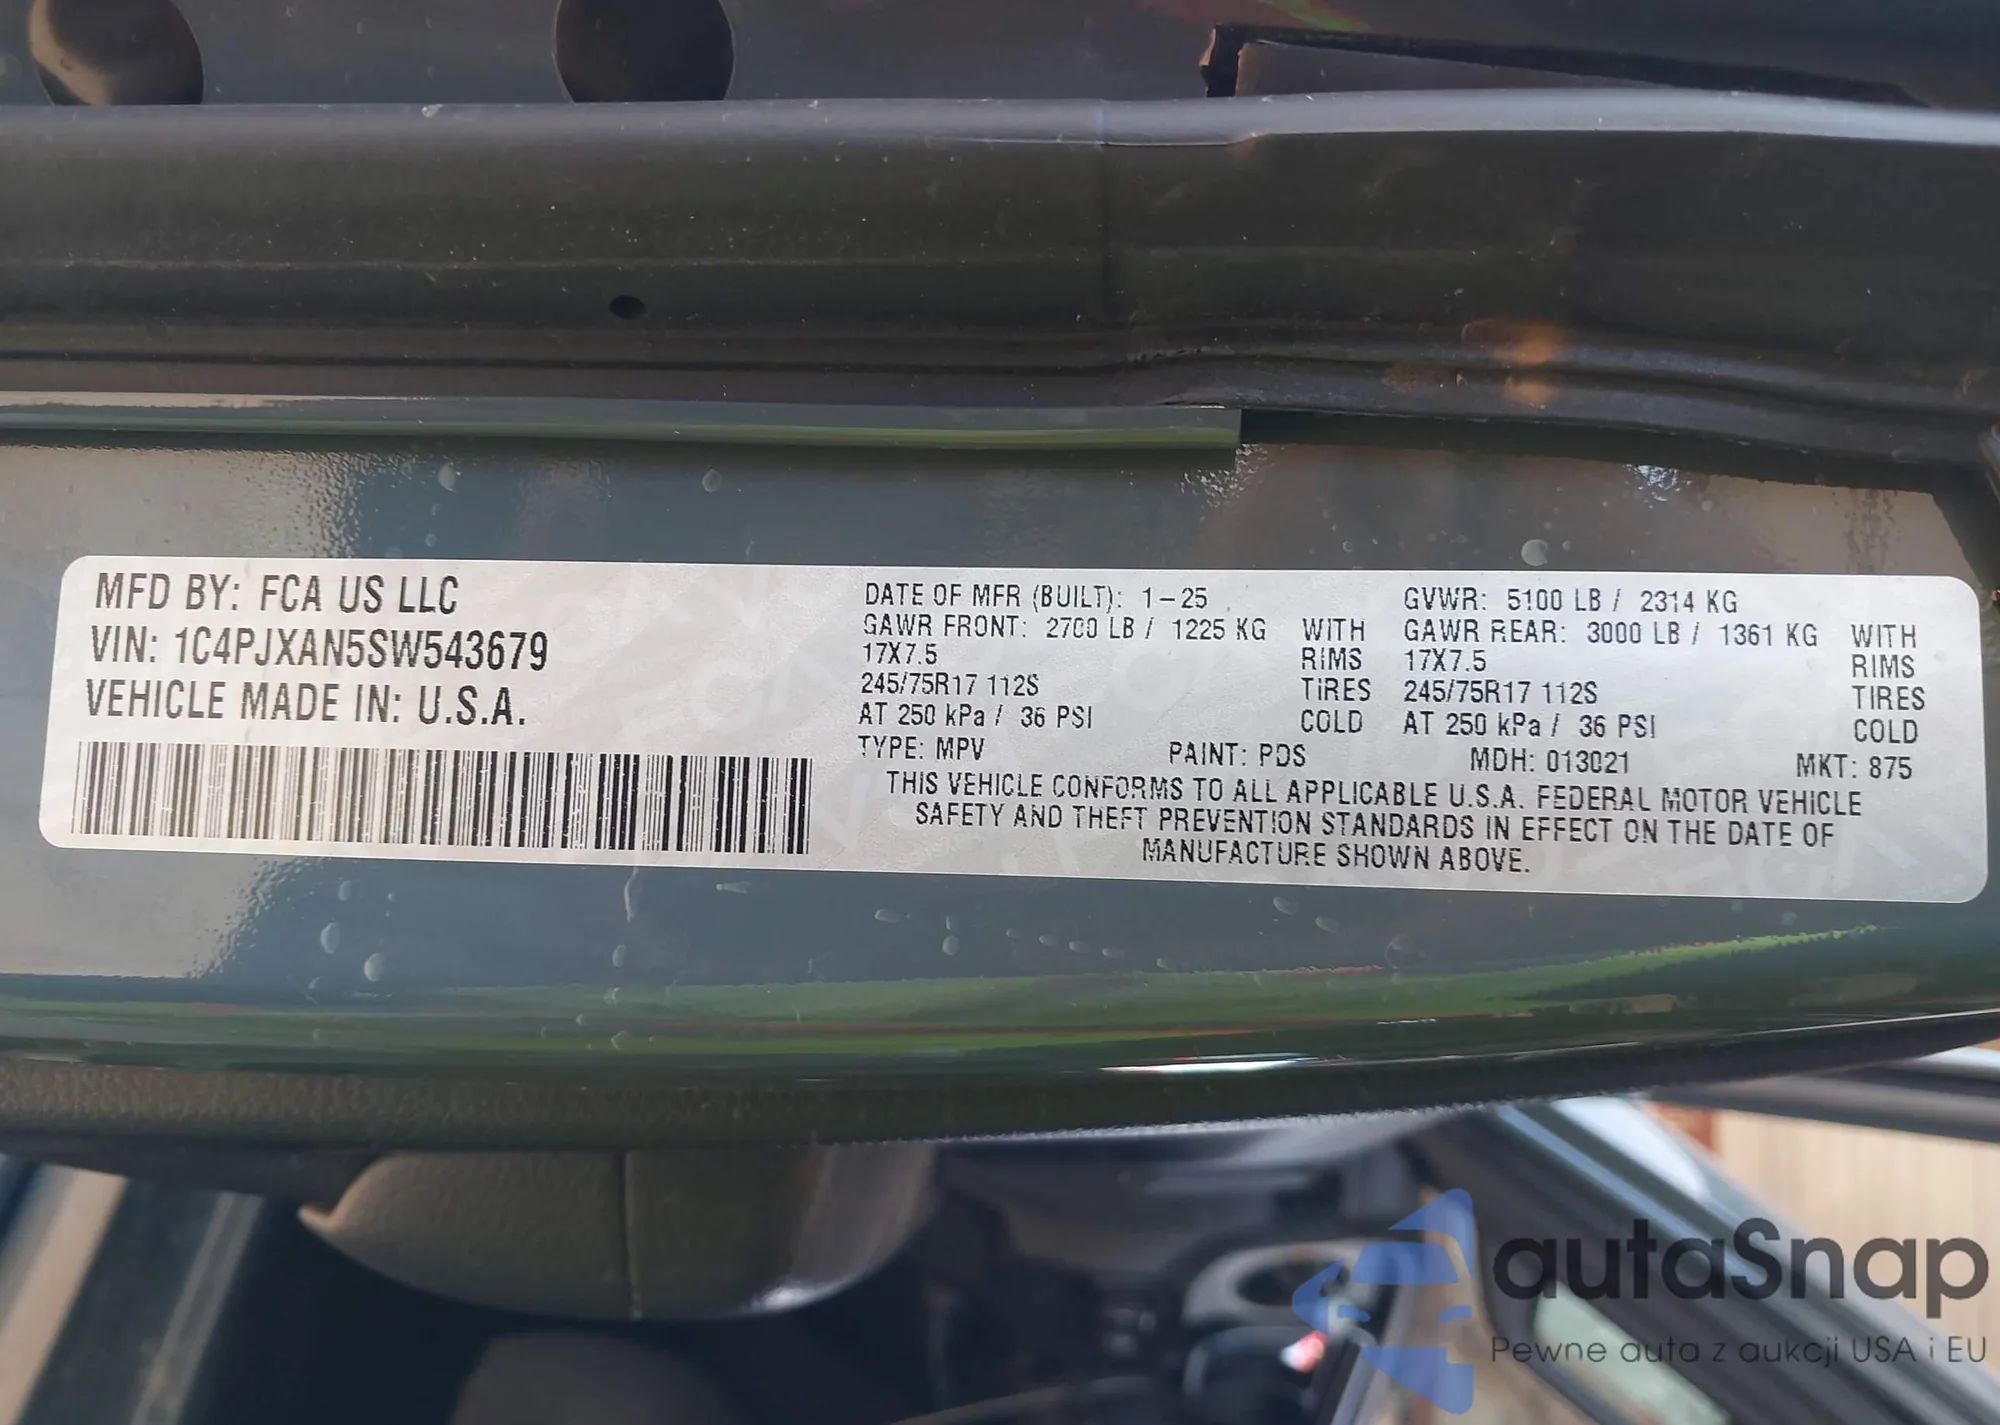 MFD BY: FCA US LLC
VIN: 1C4PJXAN5SW543679
VEHICLE MADE IN: U.S.A.
DATE OF MFR (BUILT): 1-25 GVWR: 5100 LB / 2314 KG
GAWR FRONT: 2700 LB / 1225 KG WITH GAWR REAR: 3000 LB / 1361 KG WITH
17X7.5 RIMS 17X7.5 RIMS
245/75R17 112S TIRES 245/75R17 112S TIRES
AT 250 kPa / 36 PSI COLD AT 250 kPa / 36 PSI COLD
TYPE: MPV PAINT: PDS MDH: 013021 MKT: 875
THIS VEHICLE CONFORMS TO ALL APPLICABLE U.S.A. FEDERAL MOTOR VEHICLE
SAFETY AND THEFT PREVENTION STANDARDS IN EFFECT ON THE DATE OF
MANUFACTURE SHOWN ABOVE.
autaSnap
Pewne auta z aukcji USA i EU